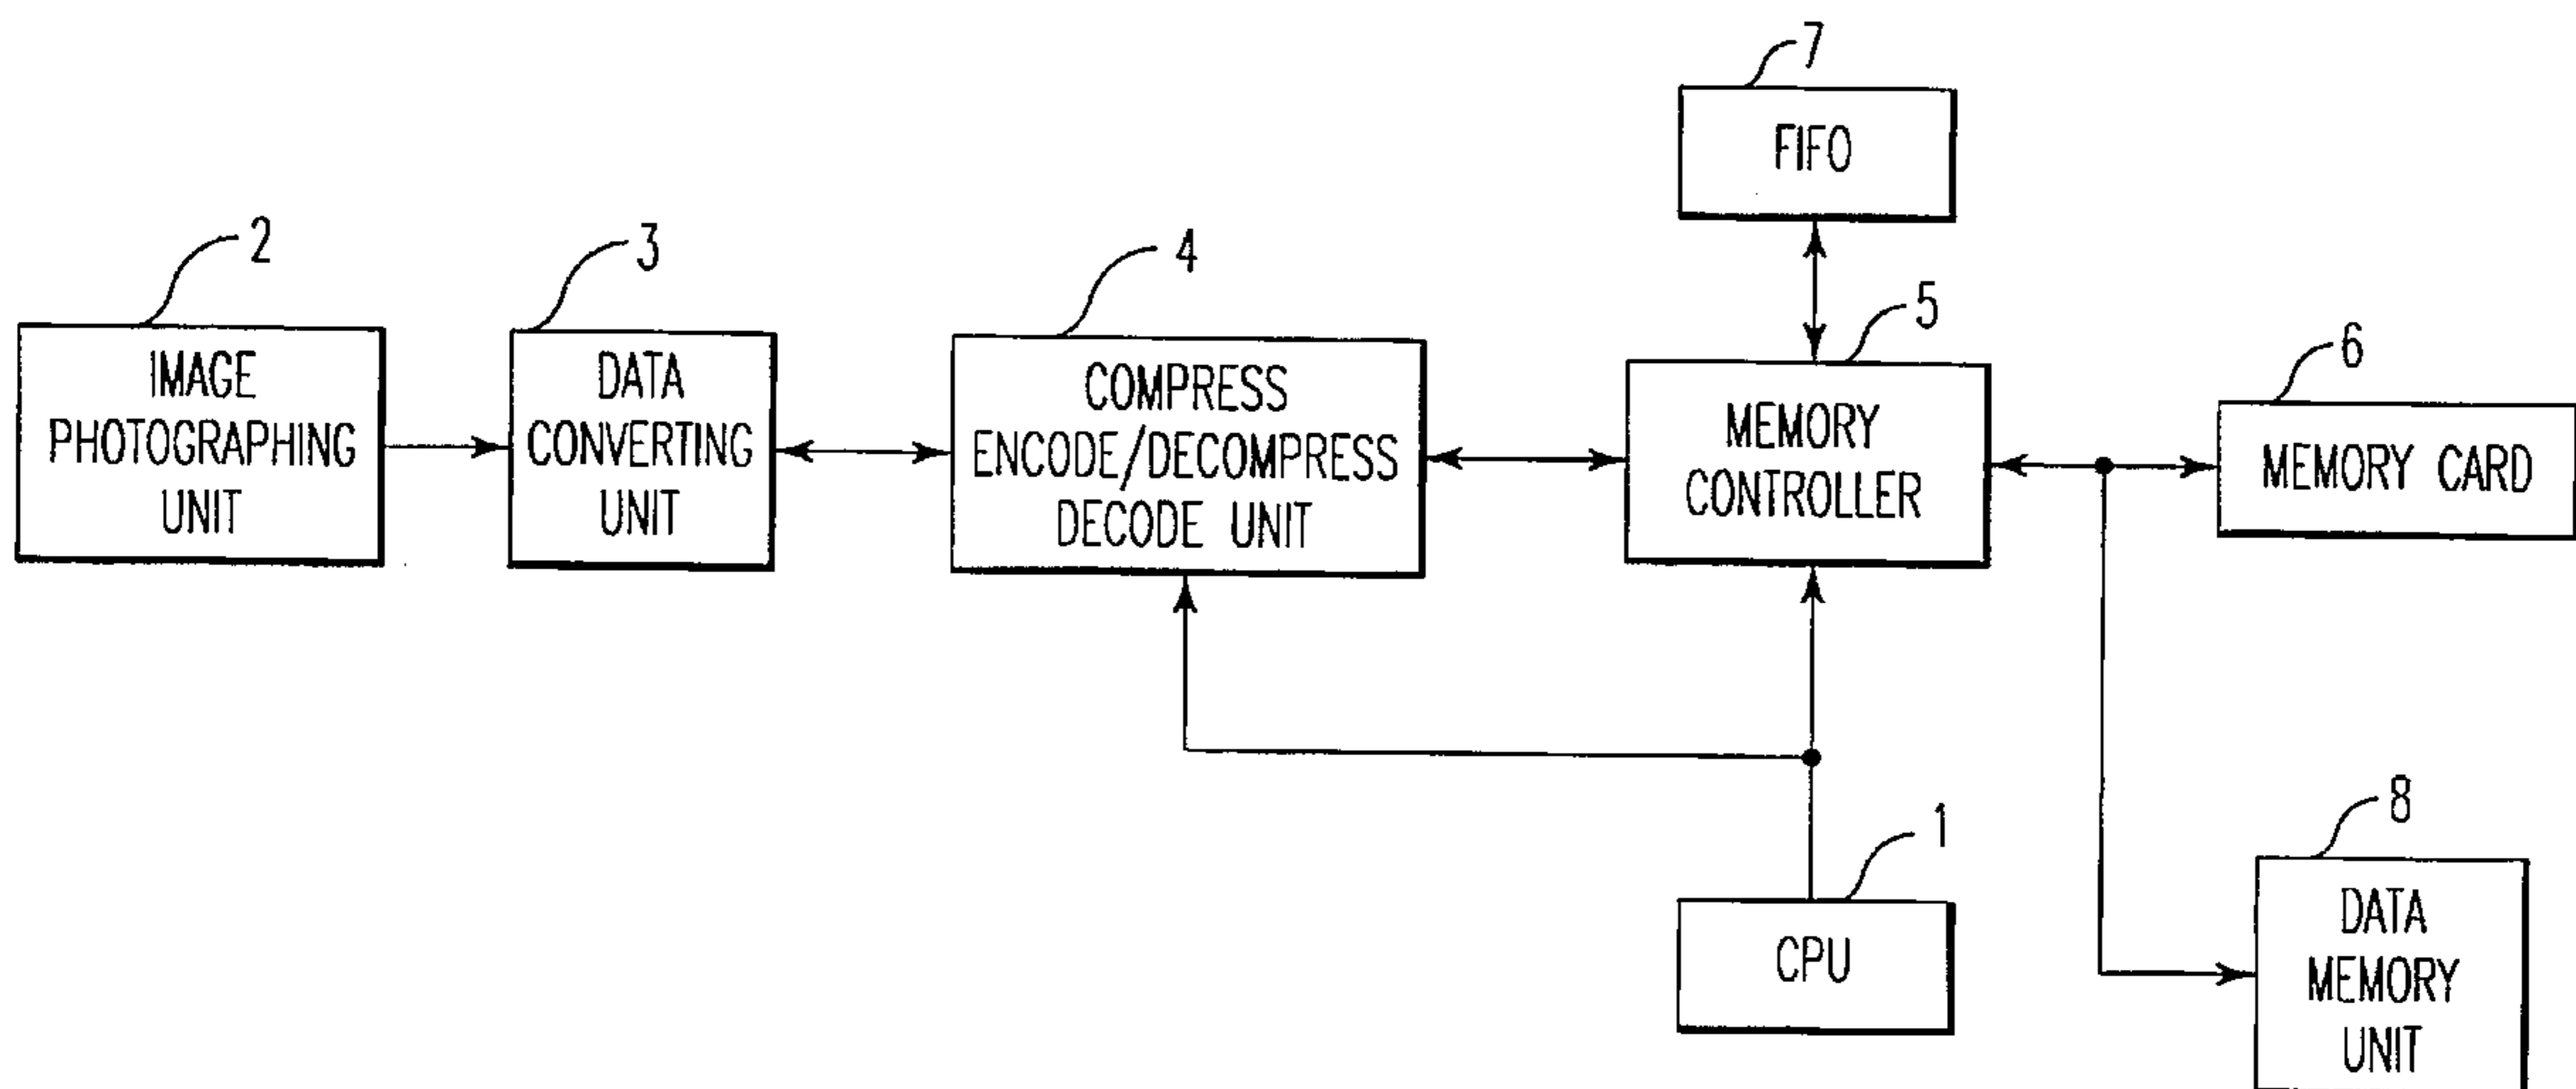 7
FIFO
2
3
4
5
6
IMAGE
PHOTOGRAPHING
UNIT
DATA
CONVERTING
UNIT
COMPRESS
ENCODE/DECOMPRESS
DECODE UNIT
MEMORY
CONTROLLER
MEMORY CARD
1
CPU
8
DATA
MEMORY
UNIT